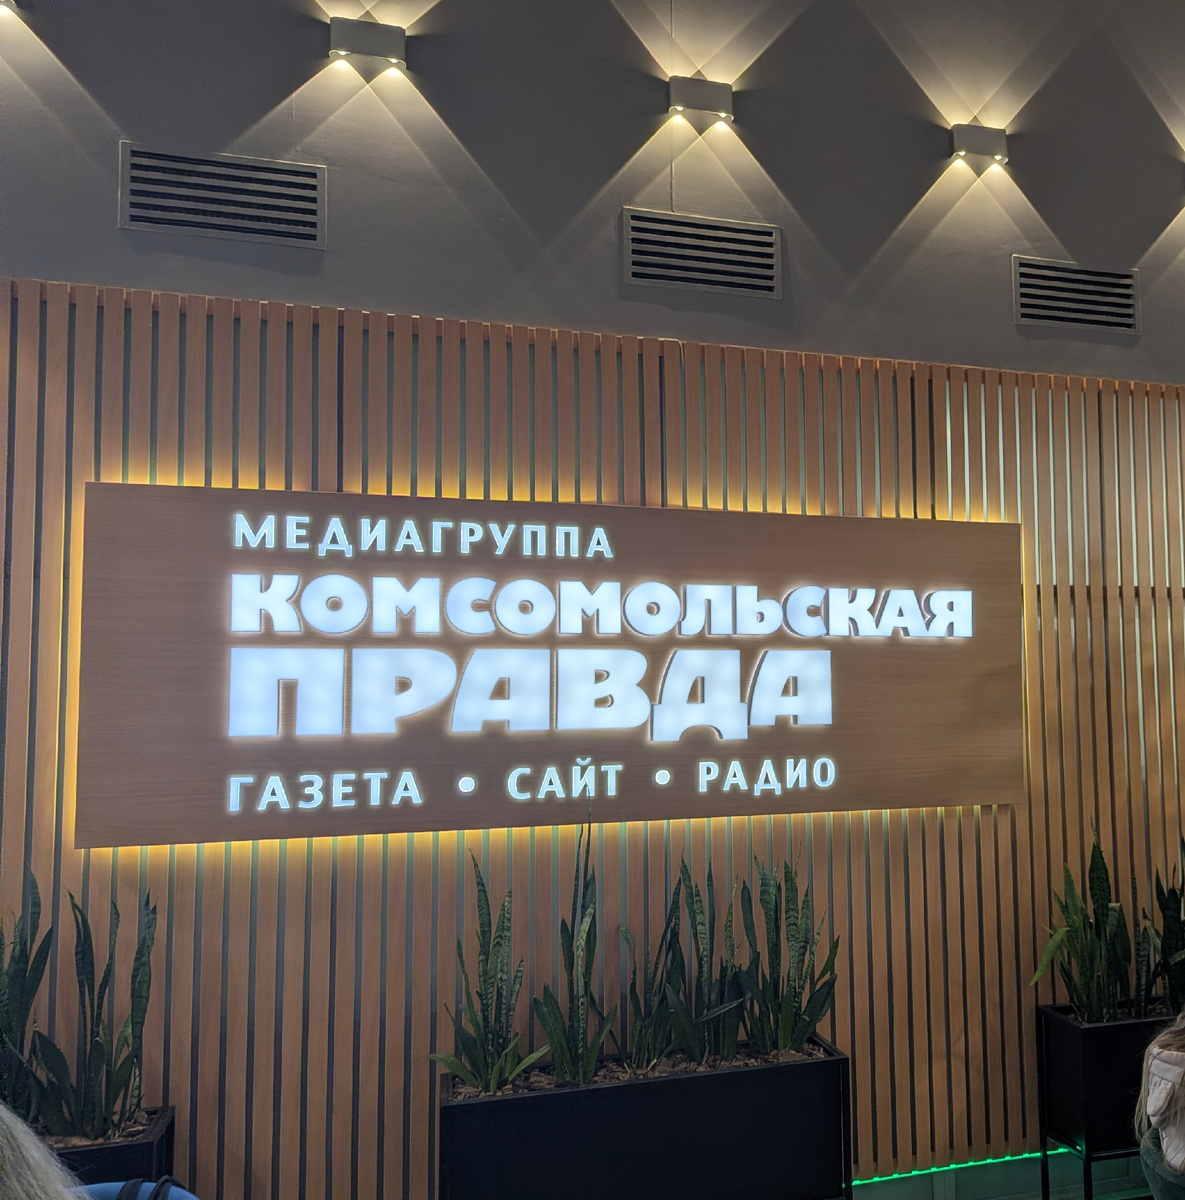 МЕДИАГРУППА
КОМСОМОЛЬСКАЯ
ПРАВДА
ГАЗЕТА • САЙТ • РАДИО